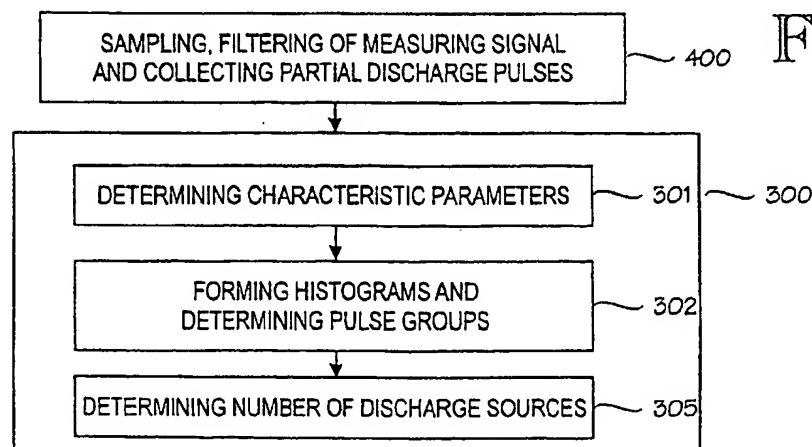 SAMPLING, FILTERING OF MEASURING SIGNAL
AND COLLECTING PARTIAL DISCHARGE PULSES
400
F
DETERMINING CHARACTERISTIC PARAMETERS
301
300
FORMING HISTOGRAMS AND
DETERMINING PULSE GROUPS
302
DETERMINING NUMBER OF DISCHARGE SOURCES
305